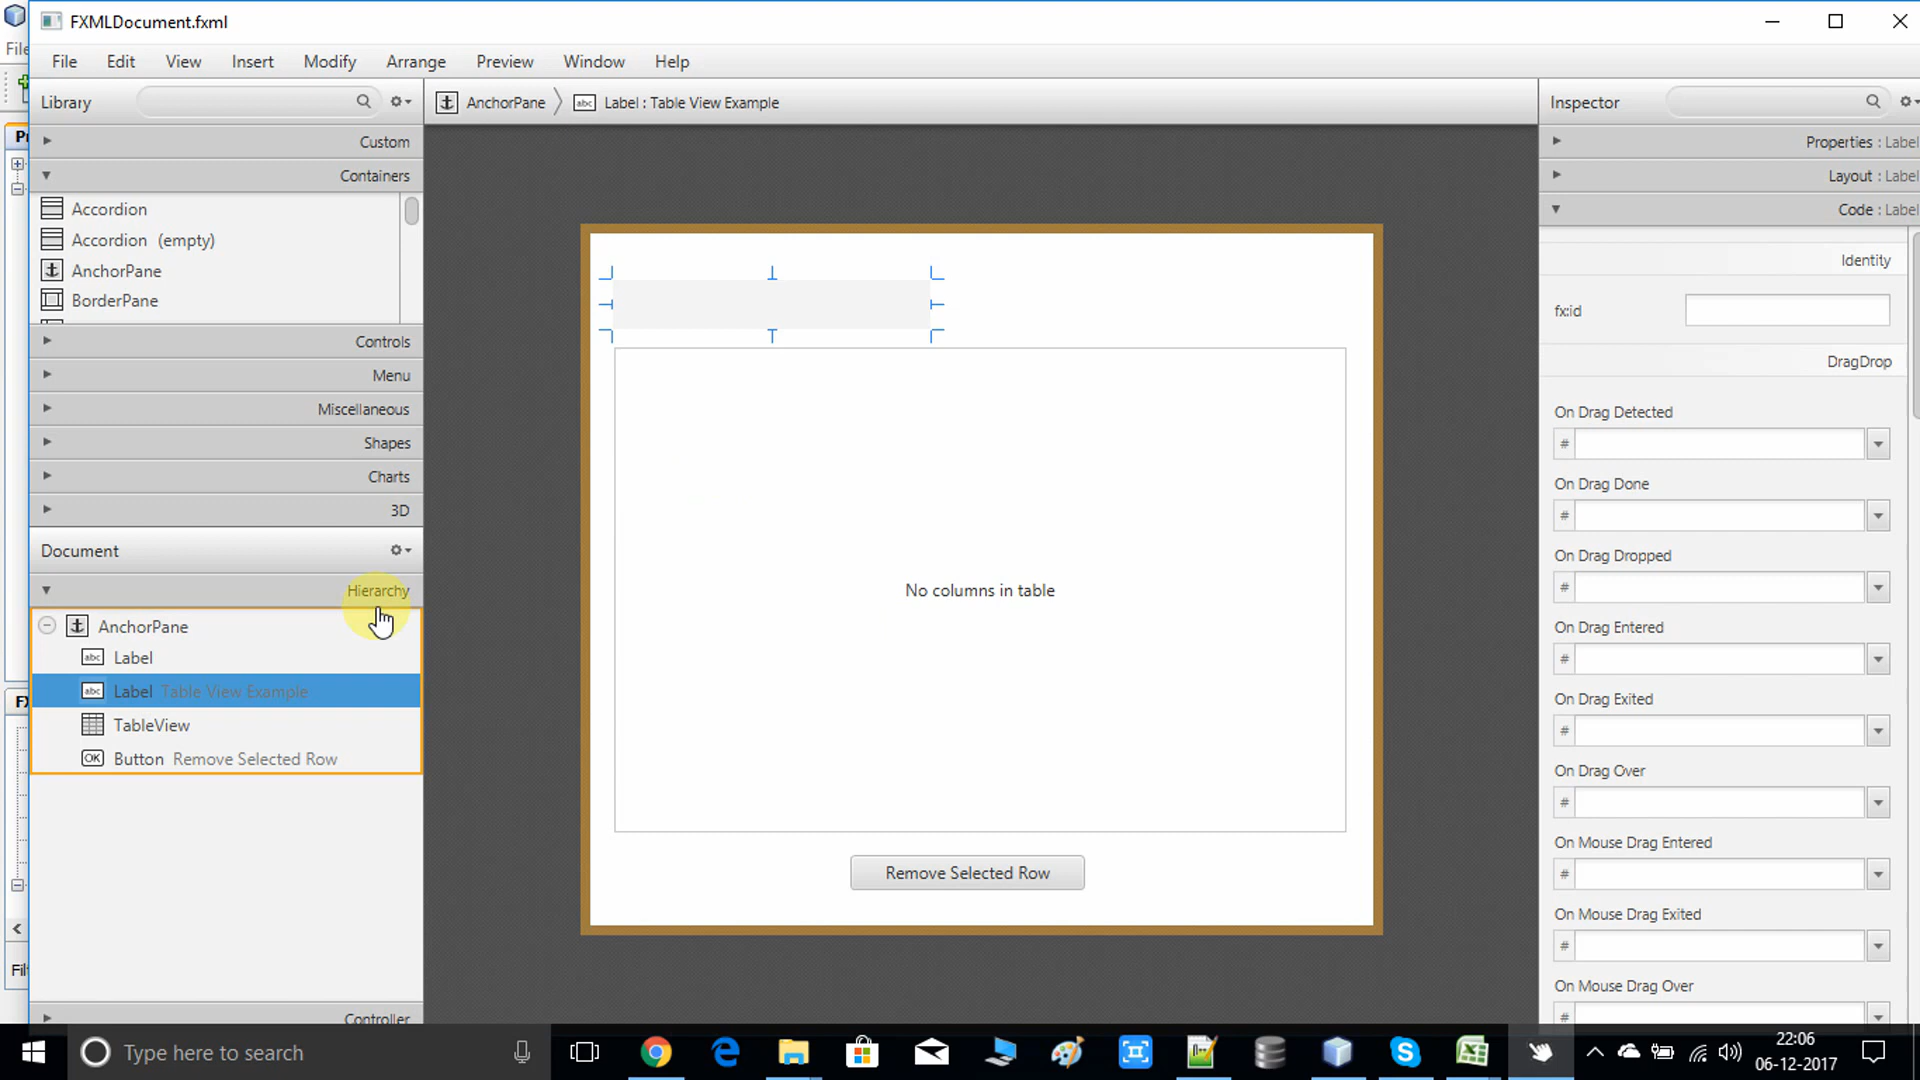 FXMLDocument.fxml
File
File Edit View Insert Modify Arrange Preview Window Help
Library
AnchorPane Label : Table View Example
Inspector
Custom
Containers
Accordion
Accordion (empty)
AnchorPane
BorderPane
Controls
Menu
Miscellaneous
Shapes
Charts
3D
Document
Hierarchy
AnchorPane
abc Label
abc Label Table View Example
TableView
OK Button Remove Selected Row
Controller
No columns in table
Remove Selected Row
Properties : Label
Layout : Label
Code : Label
Identity
fx:id
DragDrop
On Drag Detected
#
On Drag Done
#
On Drag Dropped
#
On Drag Entered
#
On Drag Exited
#
On Drag Over
#
On Mouse Drag Entered
#
On Mouse Drag Exited
#
On Mouse Drag Over
#
Type here to search
22:06
06-12-2017